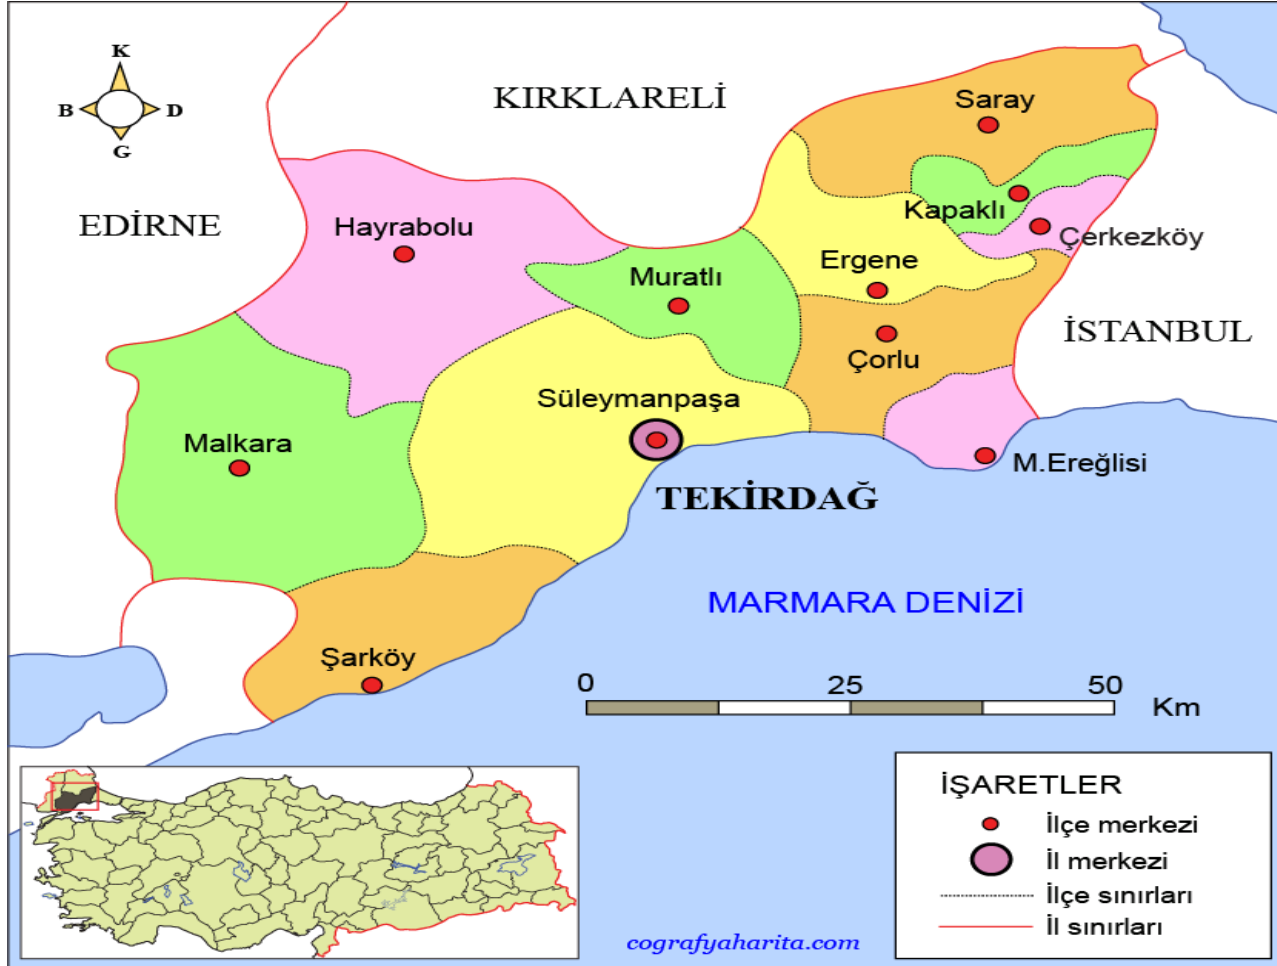 K
B D
G
KIRKLARELİ
EDİRNE
Saray
Kapaklı
Çerkezköy
Hayrabolu
Muratlı
Ergene
Çorlu
İSTANBUL
Süleymanpaşa
Malkara
M.Ereğlisi
TEKİRDAĞ
MARMARA DENİZİ
Şarköy
0 25 50
Km
İŞARETLER
İlçe merkezi
İl merkezi
İlçe sınırları
İl sınırları
cografyaharita.com